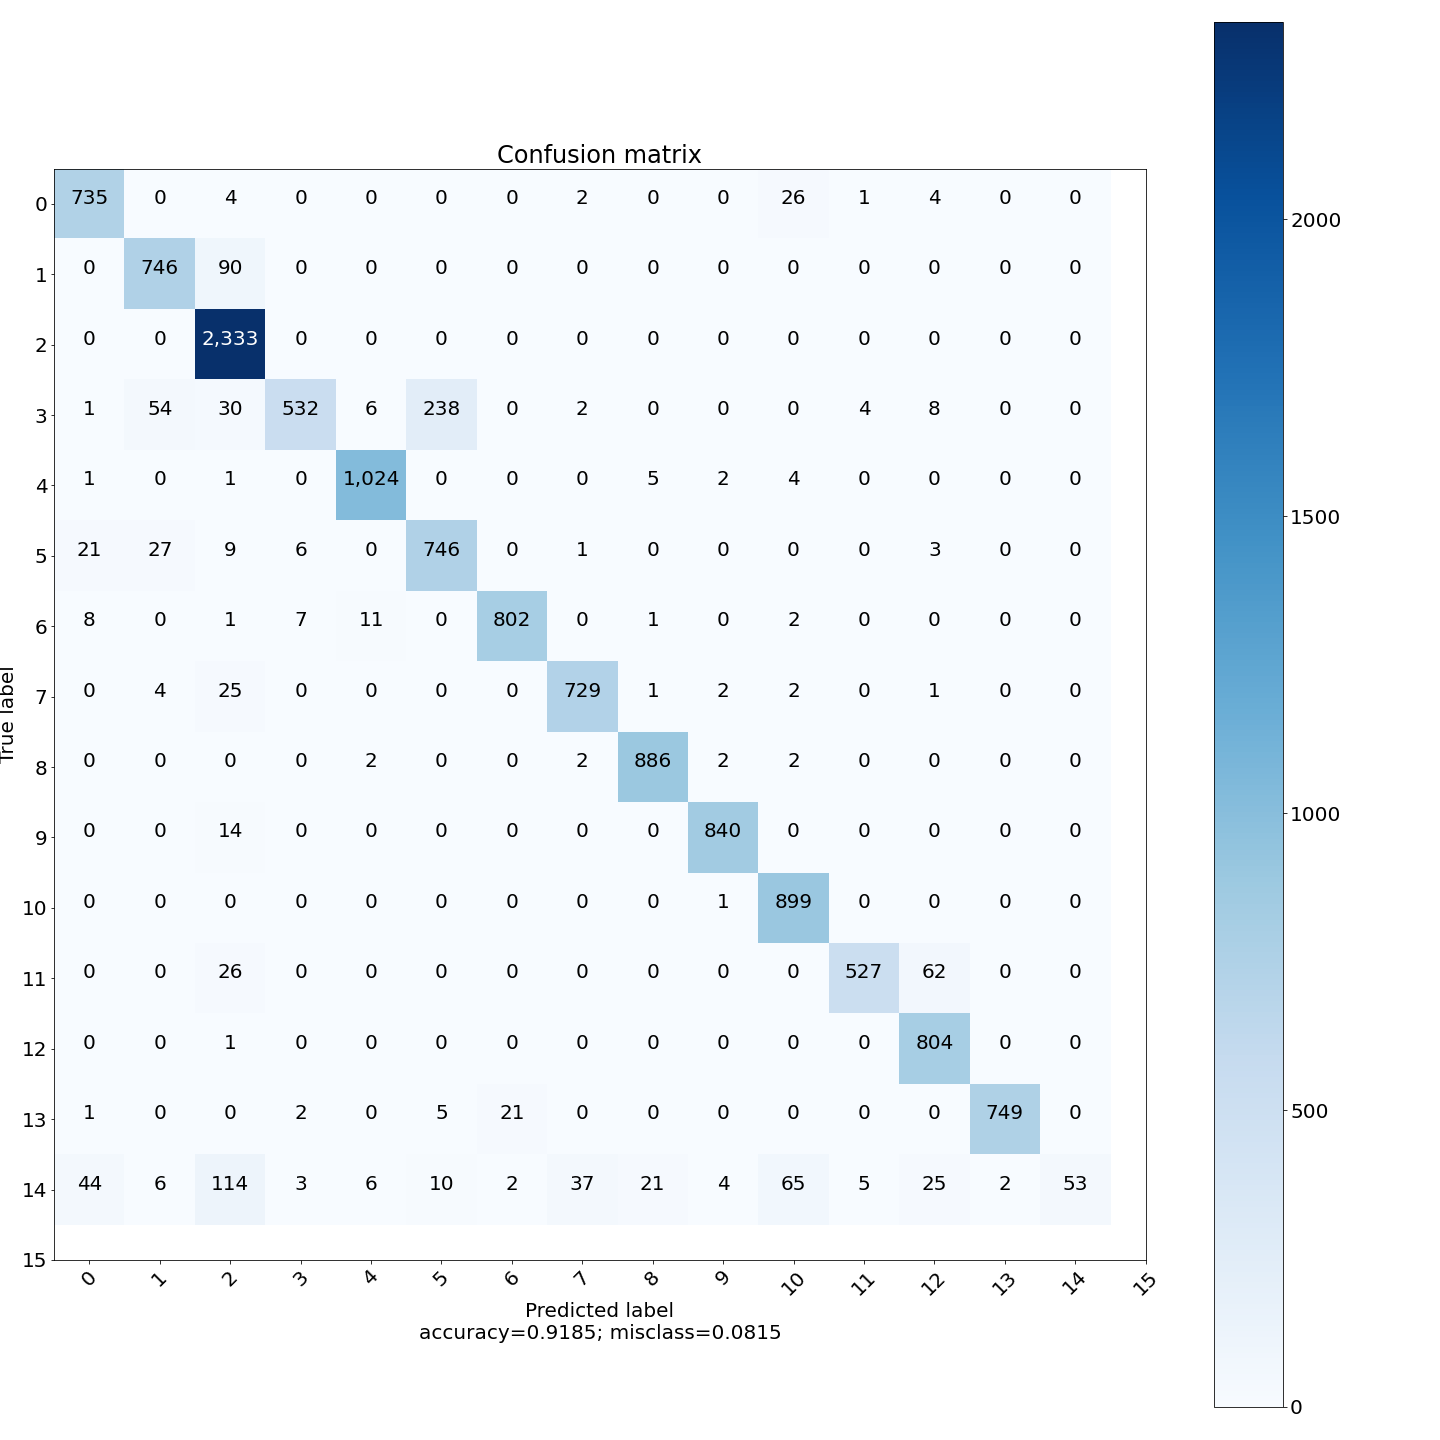 Confusion matrix
0 735 0 4 0 0 0 0 2 0 0 26 1 4 0 0
1 0 746 90 0 0 0 0 0 0 0 0 0 0 0 0
2 0 0 2,333 0 0 0 0 0 0 0 0 0 0 0 0
3 1 54 30 532 6 238 0 2 0 0 0 4 8 0 0
4 1 0 1 0 1,024 0 0 0 5 2 4 0 0 0 0
5 21 27 9 6 0 746 0 1 0 0 0 0 3 0 0
6 8 0 1 7 11 0 802 0 1 0 2 0 0 0 0
7 0 4 25 0 0 0 0 729 1 2 2 0 1 0 0
8 0 0 0 0 2 0 0 2 886 2 2 0 0 0 0
9 0 0 14 0 0 0 0 0 0 840 0 0 0 0 0
10 0 0 0 0 0 0 0 0 0 1 899 0 0 0 0
11 0 0 26 0 0 0 0 0 0 0 0 527 62 0 0
12 0 0 1 0 0 0 0 0 0 0 0 0 804 0 0
13 1 0 0 2 0 5 21 0 0 0 0 0 0 749 0
14 44 6 114 3 6 10 2 37 21 4 65 5 25 2 53
15
0 1 2 3 4 5 6 7 8 9 10 11 12 13 14 15
True label
Predicted label
accuracy=0.9185; misclass=0.0815
2000
1500
1000
500
0